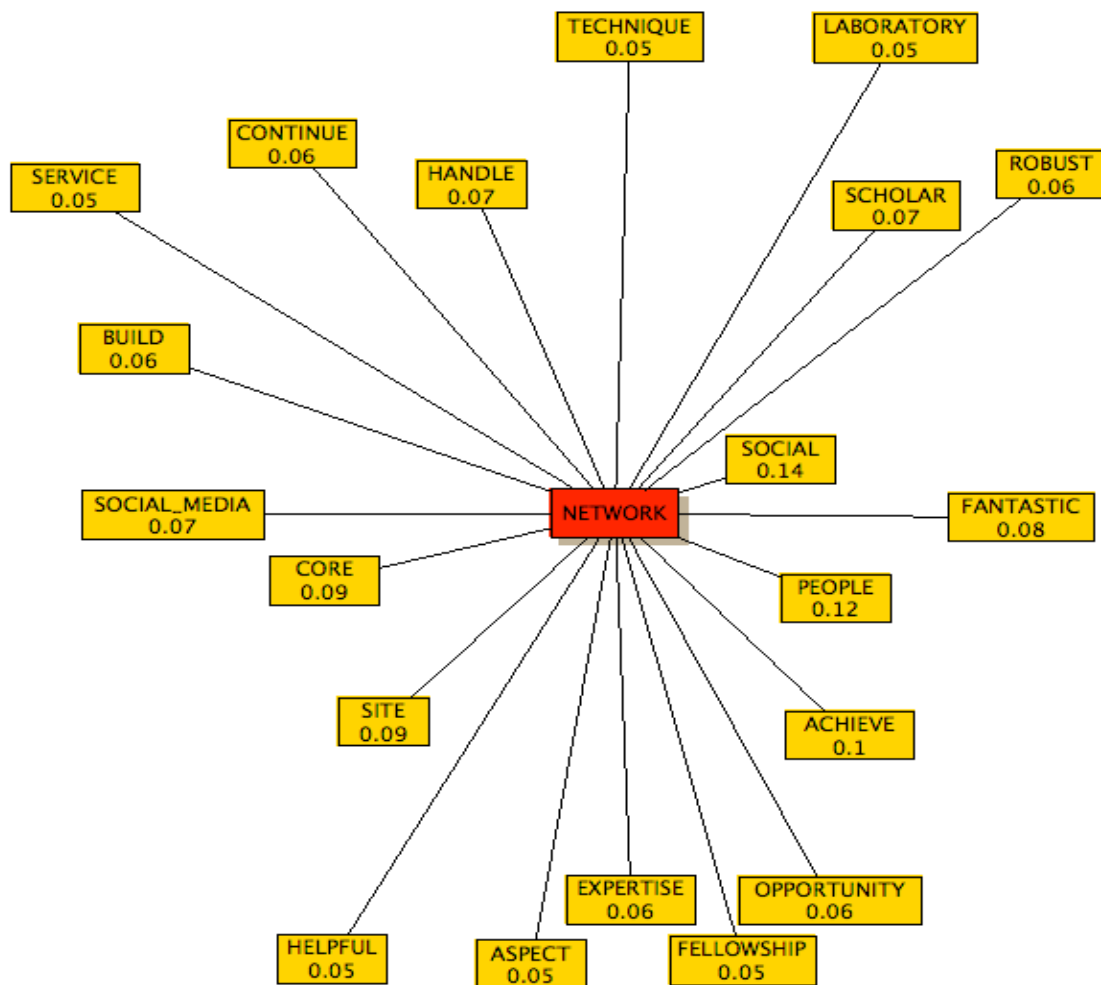 TECHNIQUE
0.05
LABORATORY
0.05
CONTINUE
0.06
HANDLE
0.07
SERVICE
0.05
ROBUST
0.06
SCHOLAR
0.07
BUILD
0.06
SOCIAL
0.14
SOCIAL_MEDIA
0.07
NETWORK
FANTASTIC
0.08
CORE
0.09
PEOPLE
0.12
SITE
0.09
ACHIEVE
0.1
EXPERTISE
0.06
OPPORTUNITY
0.06
HELPFUL
0.05
ASPECT
0.05
FELLOWSHIP
0.05